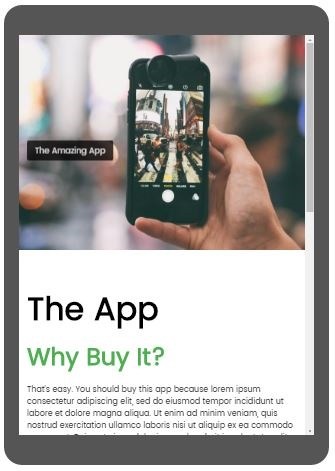 The Amazing App
The App
Why Buy It?
That's easy. You should buy this app because lorem ipsum
consectetur adipiscing elit, sed do eiusmod tempor incididunt ut
labore et dolore magna aliqua. Ut enim ad minim veniam, quis
nostrud exercitation ullamco laboris nisi ut aliquip ex ea commodo